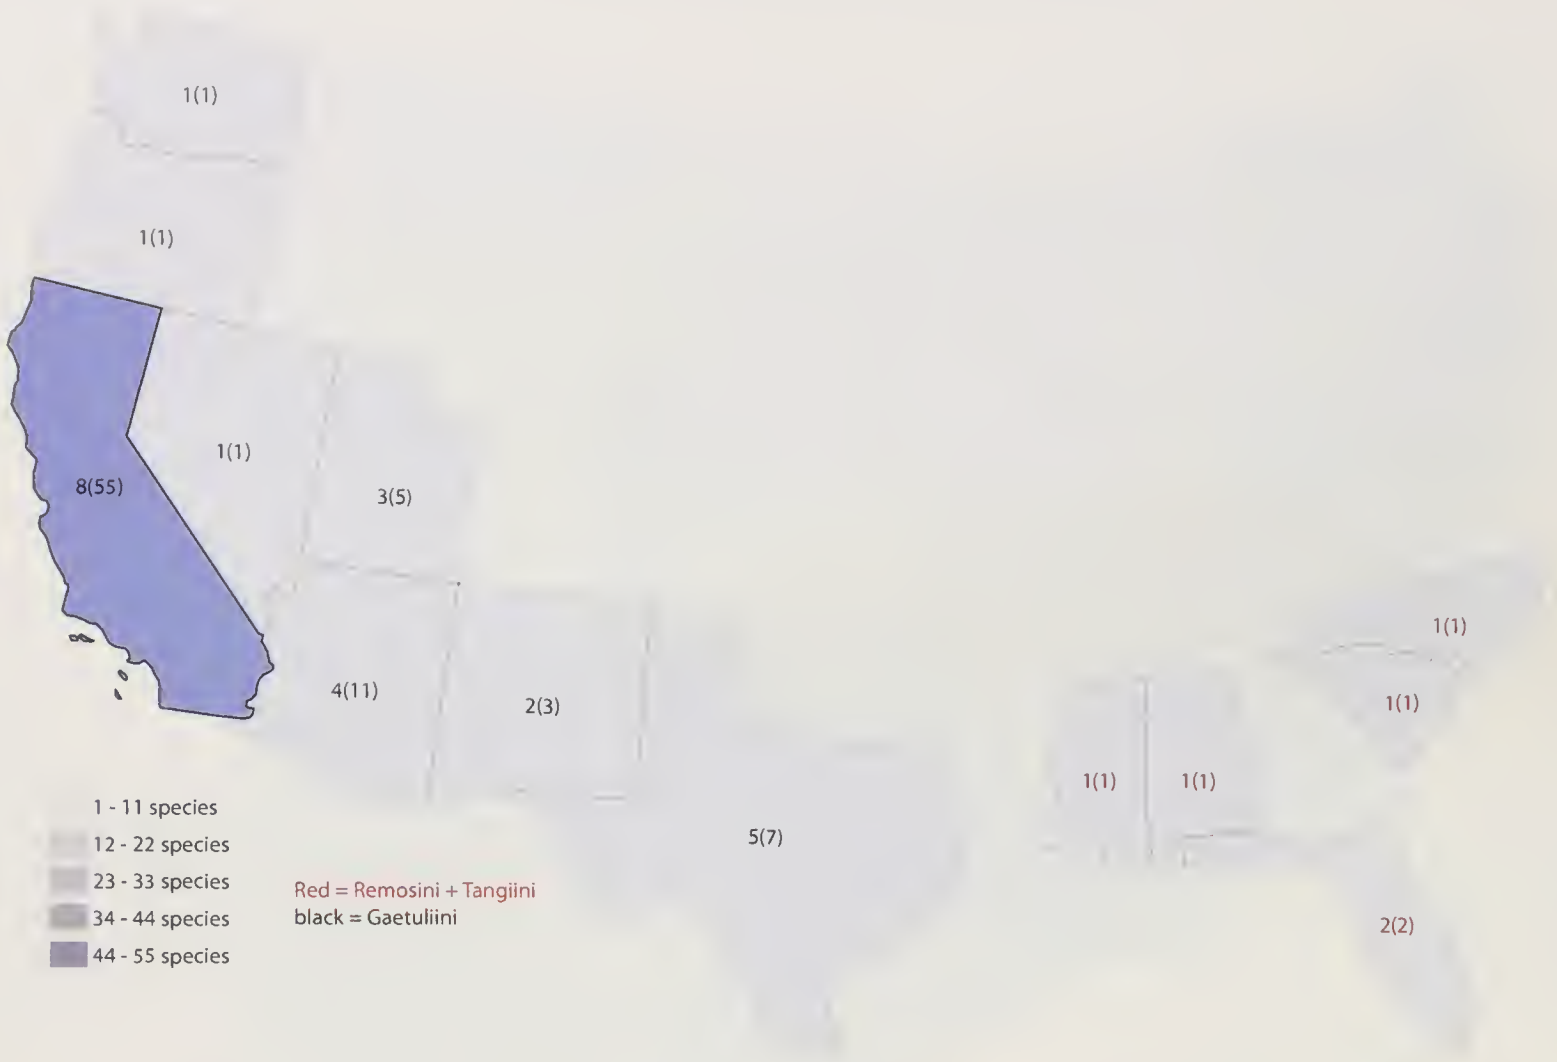 1(1)
1(1)
1(1)
8(55)
3(5)
1(1)
4(11)
2(3)
1(1)
1(1)
1(1)
5(7)
2(2)
1 - 11 species
12 - 22 species
23 - 33 species
34 - 44 species
44 - 55 species
Red = Remosini + Tangiini
black = Gaetuliini